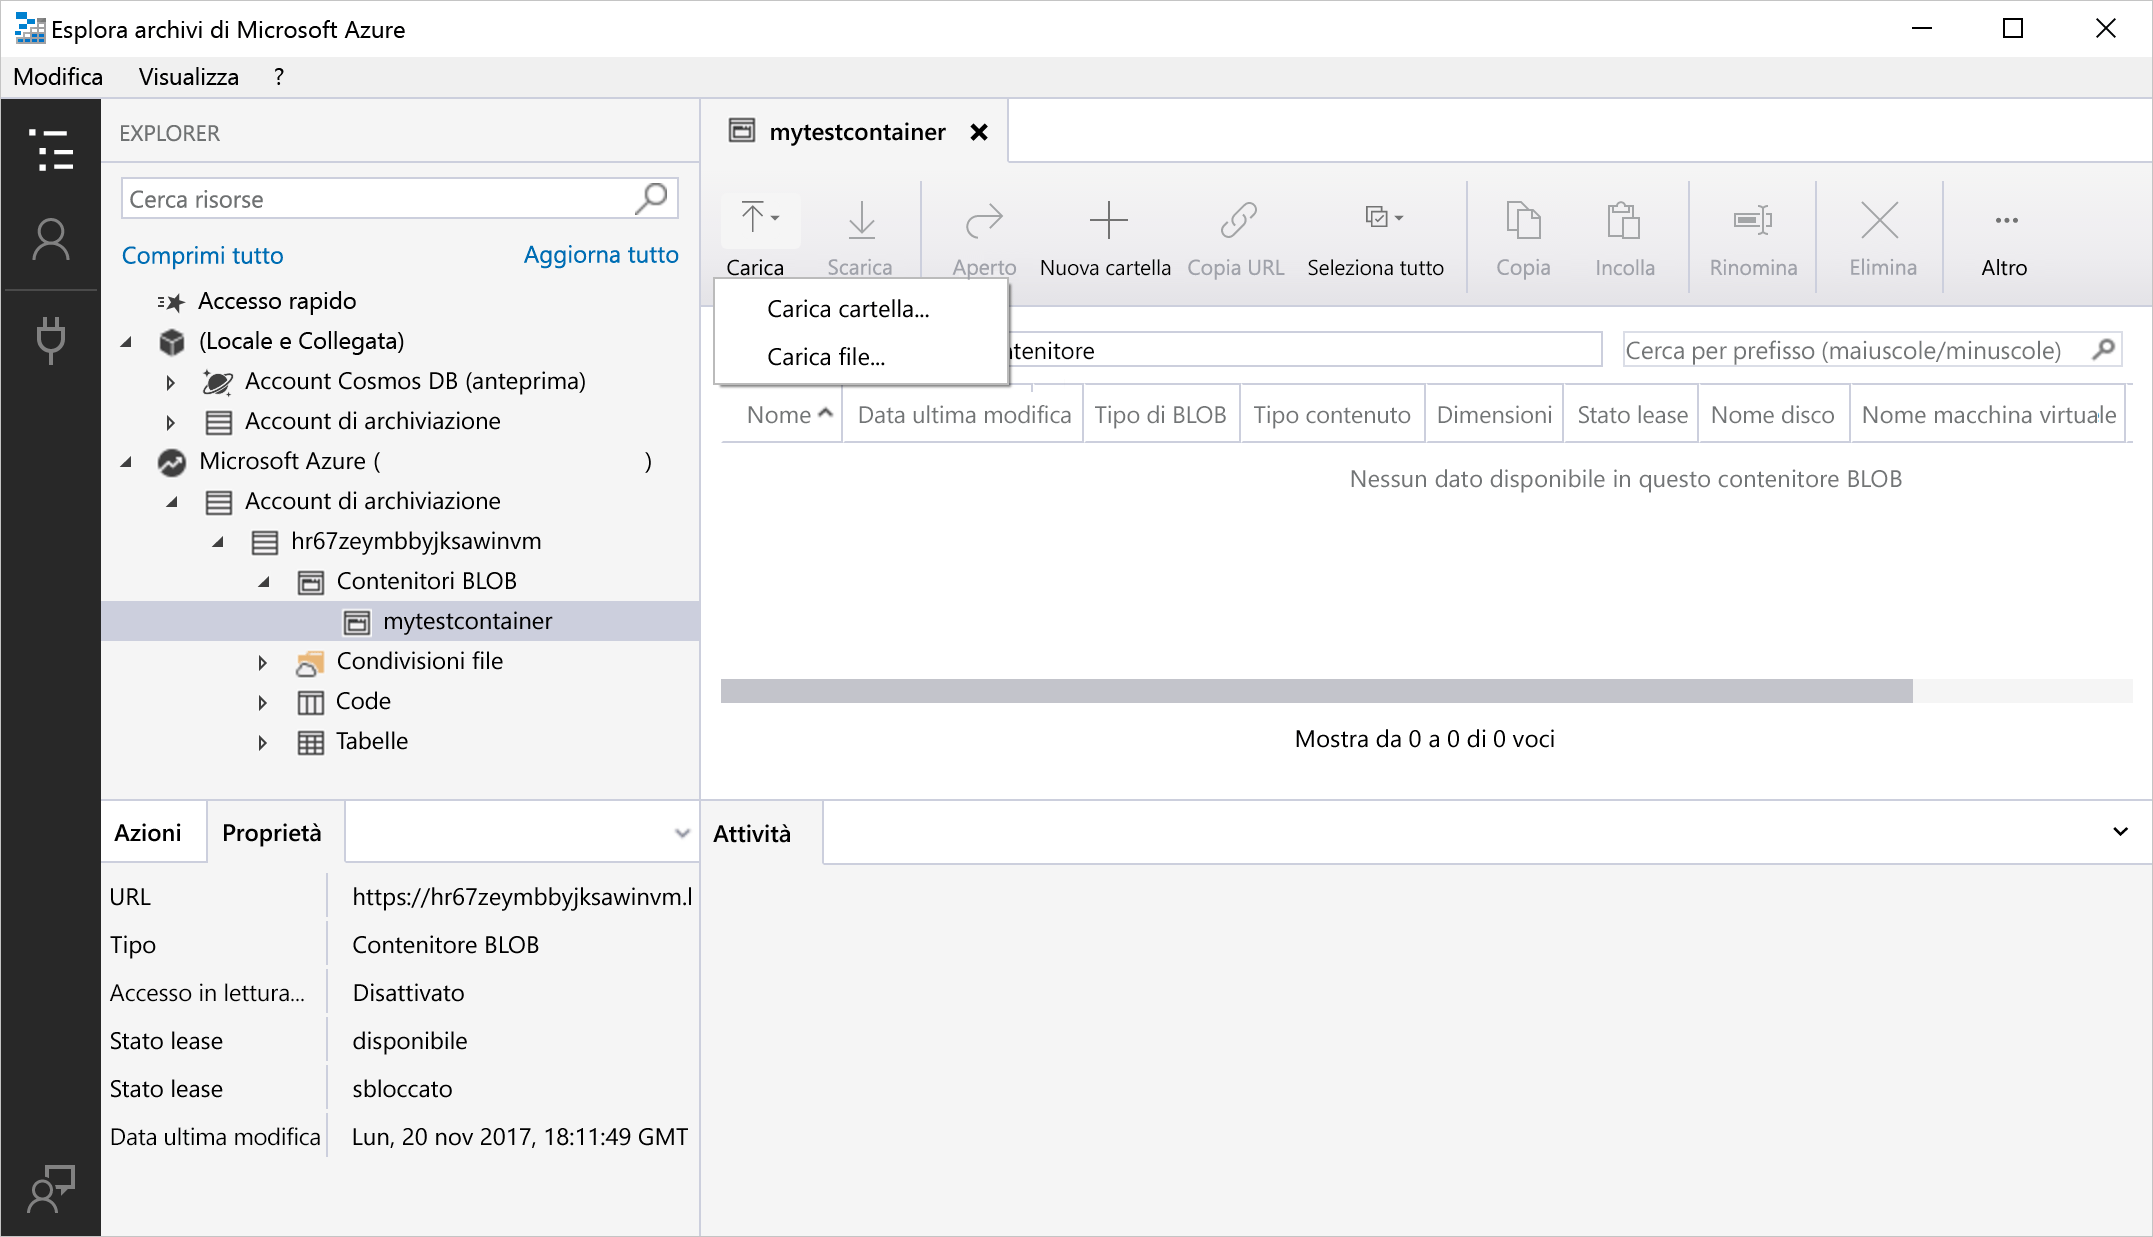 Esplora archivi di Microsoft Azure
Modifica Visualizza ?
EXPLORER
Cerca risorse
Comprimi tutto Aggiorna tutto
Accesso rapido
(Locale e Collegata)
Account Cosmos DB (anteprima)
Account di archiviazione
Microsoft Azure ( )
Account di archiviazione
hr67zeymbbyjksawinvm
Contenitori BLOB
mytestcontainer
Condivisioni file
Code
Tabelle
Azioni Proprietà
URL https://hr67zeymbbyjksawinvm.l
Tipo Contenitore BLOB
Accesso in lettura... Disattivato
Stato lease disponibile
Stato lease sbloccato
Data ultima modifica Lun, 20 nov 2017, 18:11:49 GMT
mytestcontainer
Carica Scarica Aperto Nuova cartella Copia URL Seleziona tutto Copia Incolla Rinomina Elimina Altro
Carica cartella...
Carica file...
ntenitore Cerca per prefisso (maiuscole/minuscole)
Nome Data ultima modifica Tipo di BLOB Tipo contenuto Dimensioni Stato lease Nome disco Nome macchina virtuale
Nessun dato disponibile in questo contenitore BLOB
Mostra da 0 a 0 di 0 voci
Attività